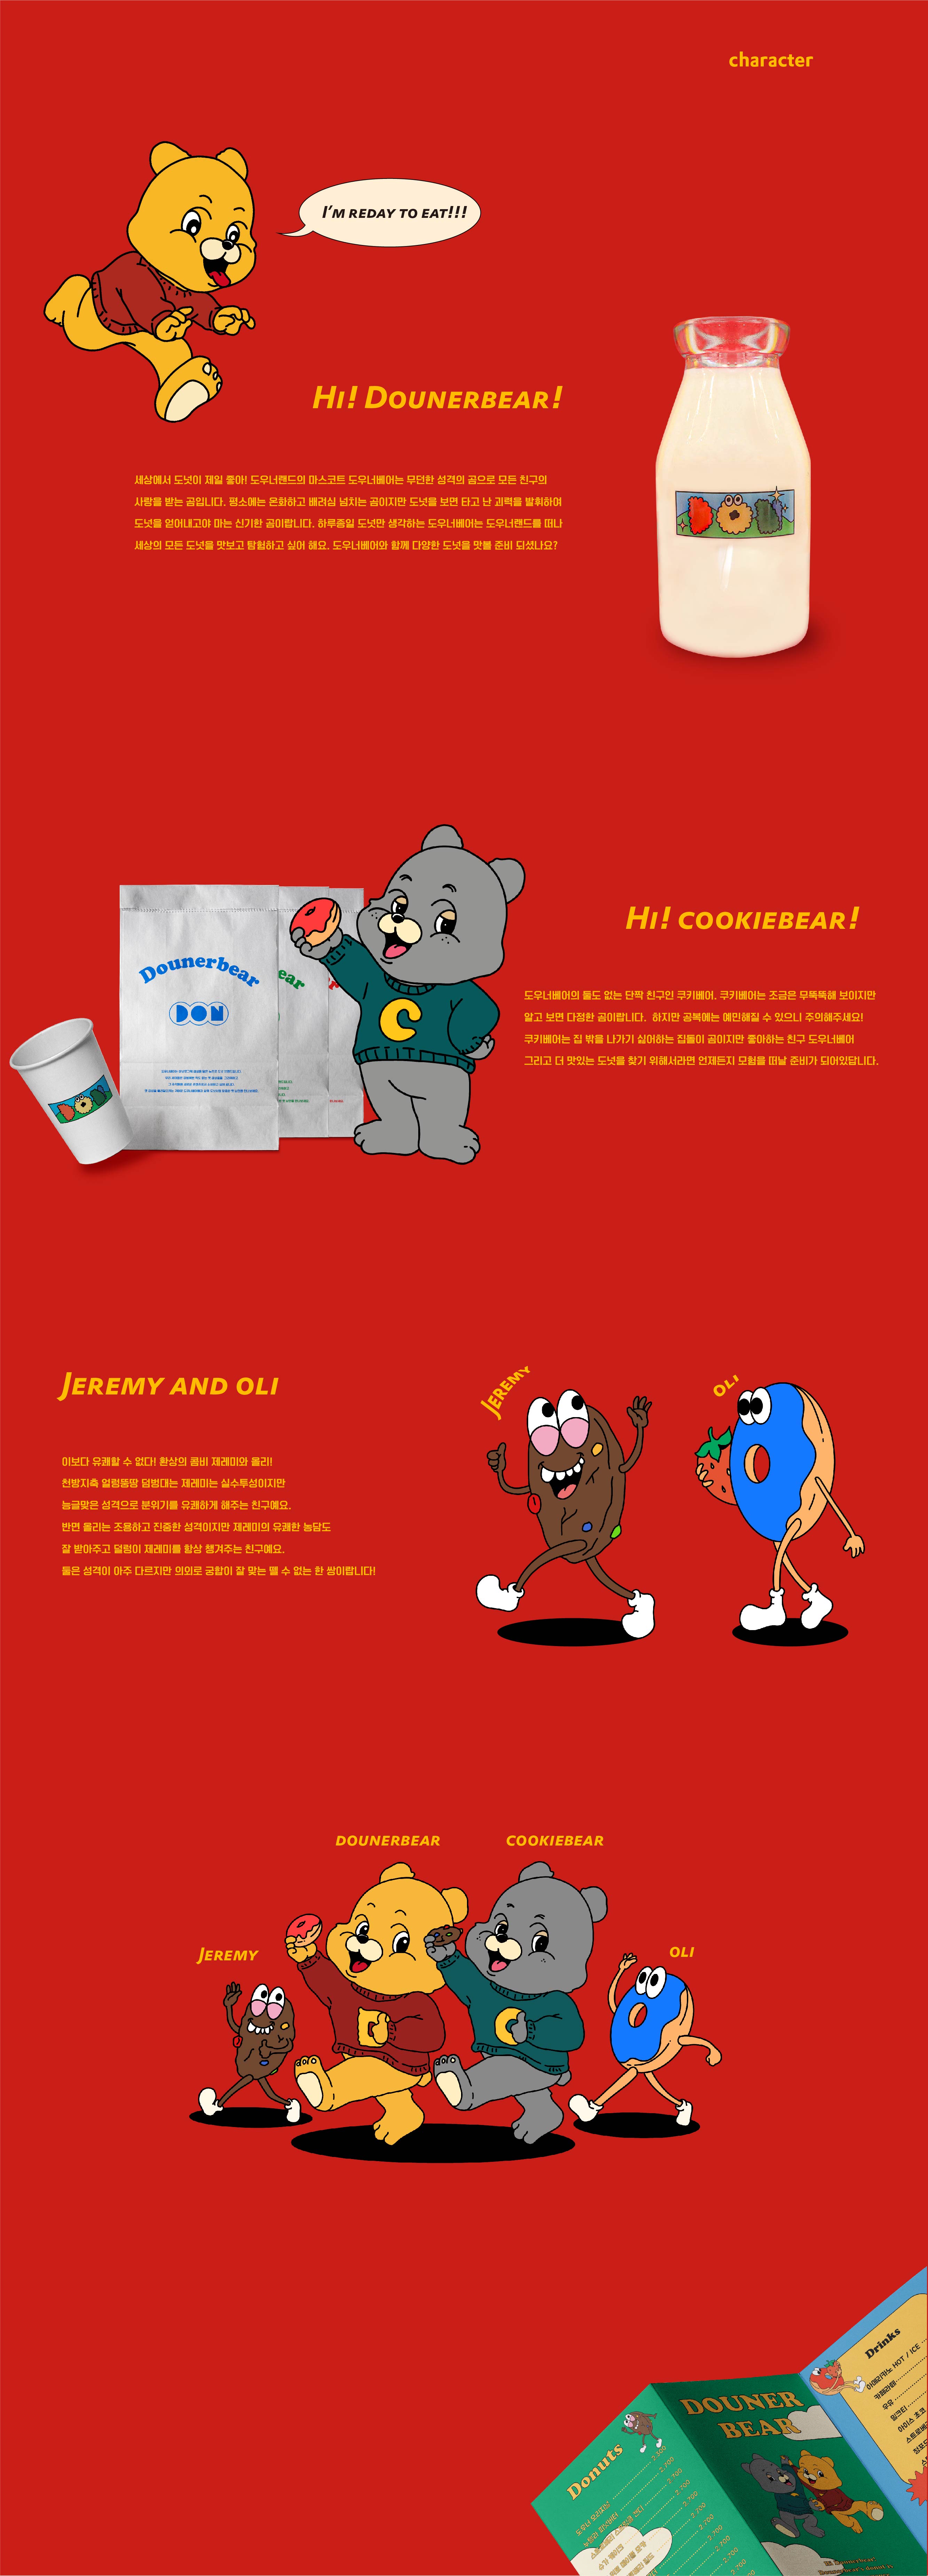 character
I'M REDAY TO EAT!!!
HI! DOUNERBEAR!
세상에서 도넛이 제일 좋아! 도우너랜드의 마스코트 도우너베어는 무던한 성격의 곰으로 모든 친구의
사랑을 받는 곰입니다. 평소에는 온화하고 배려심 넘치는 곰이지만 도넛을 보면 타고 난 괴력을 발휘하여
도넛을 얻어내고야 마는 신기한 곰이랍니다. 하루종일 도넛만 생각하는 도우너베어는 도우너랜드를 떠나
세상의 모든 도넛을 맛보고 탐험하고 싶어 해요. 도우너베어와 함께 다양한 도넛을 맛볼 준비 되셨나요?
DON
HI! COOKIEBEAR!
도우너베어의 둘도 없는 단짝 친구인 쿠키베어. 쿠키베어는 조금은 무뚝뚝해 보이지만
알고 보면 다정한 곰이랍니다. 하지만 공복에는 예민해질 수 있으니 주의해주세요!
쿠키베어는 집 밖을 나가기 싫어하는 집돌이 곰이지만 좋아하는 친구 도우너베어
그리고 더 맛있는 도넛을 찾기 위해서라면 언제든지 모험을 떠날 준비가 되어있답니다.
Dounerbear
DON
ear
r
C
DON
JEREMY AND OLI
이보다 유쾌할 수 없다! 환상의 콤비 제레미와 올리!
천방지축 얼렁뚱땅 덤벙대는 제레미는 실수투성이지만
능글맞은 성격으로 분위기를 유쾌하게 해주는 친구예요.
반면 올리는 조용하고 진중한 성격이지만 제레미의 유쾌한 농담도
잘 받아주고 덜렁이 제레미를 항상 챙겨주는 친구예요.
둘은 성격이 아주 다르지만 의외로 궁합이 잘 맞는 뗄 수 없는 한 쌍이랍니다!
JEREMY
OLI
DOUNERBEAR
COOKIEBEAR
JEREMY
OLI
D
C
Drinks
아메리카노 HOT / ICE
카페라떼
우유
밀크티
아이스 초코
DOUNER
BEAR
Donuts